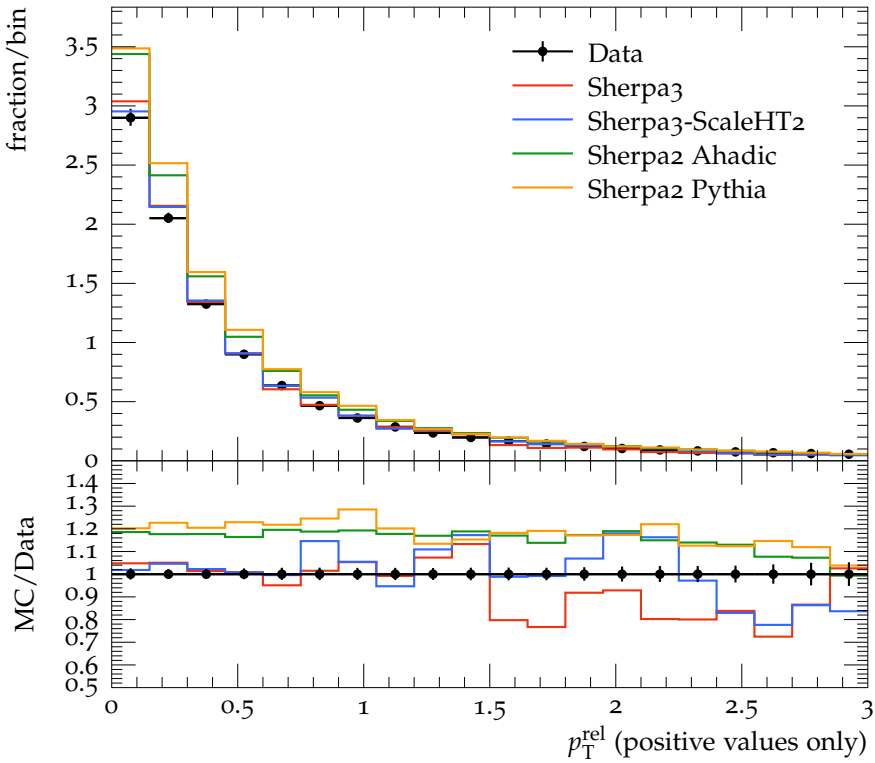 fraction/bin
3.5
3
2.5
2
1.5
1
0.5
0
Data
Sherpa3
Sherpa3-ScaleHT2
Sherpa2 Ahadic
Sherpa2 Pythia
MC/Data
1.4
1.3
1.2
1.1
1
0.9
0.8
0.7
0.6
0.5
0 0.5 1 1.5 2 2.5 3
p_T^rel (positive values only)